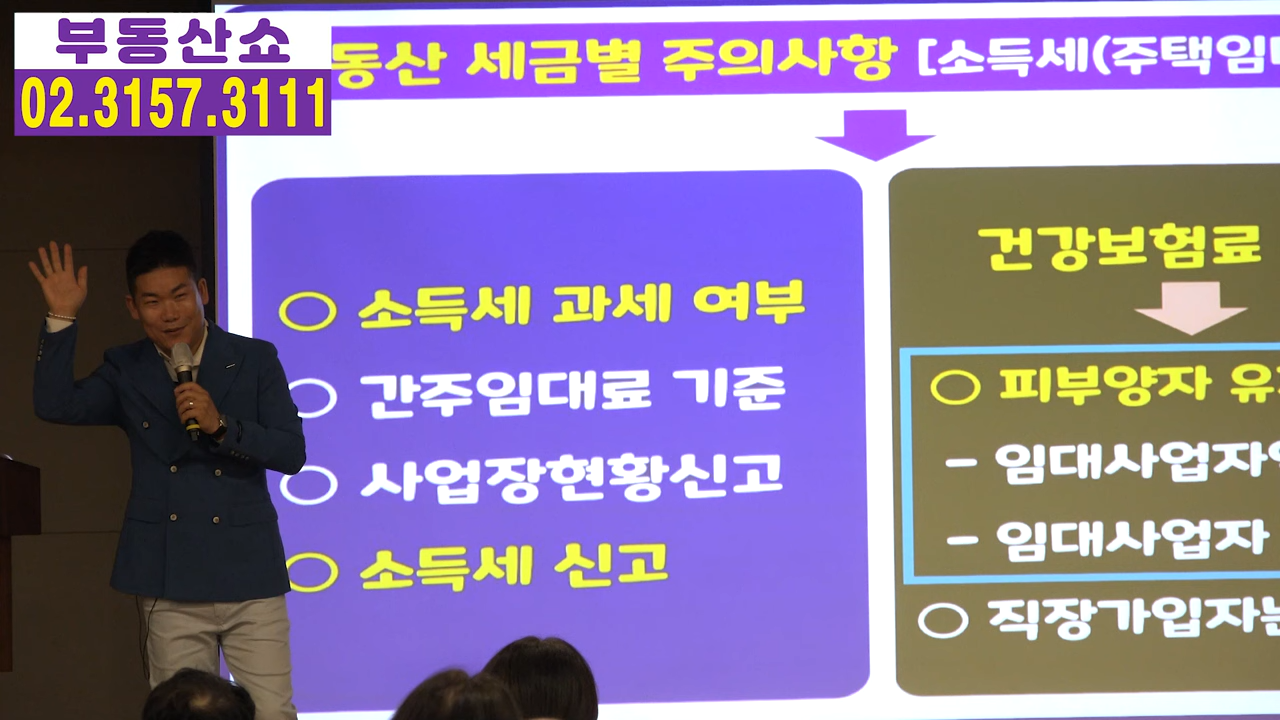 부동산쇼
02.3157.3111
동산 세금별 주의사항 [소득세(주택임
○ 소득세 과세 여부
○ 간주임대료 기준
○ 사업장현황신고
○ 소득세 신고
건강보험료
○ 피부양자 유
- 임대사업자
- 임대사업자
○ 직장가입자는